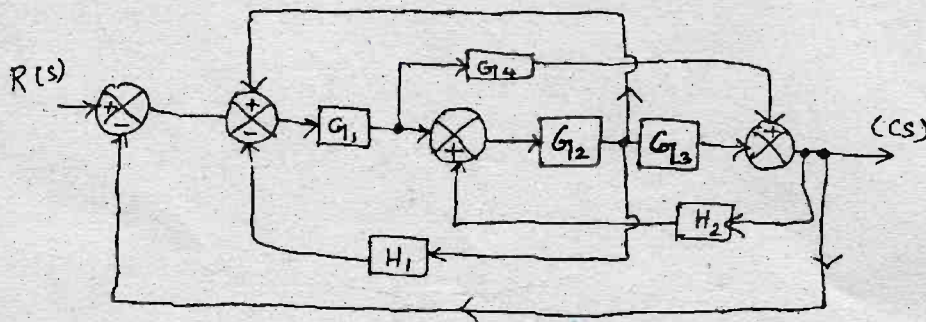 R(S)
+
-
+
-
G1
G4
+
G2
G3
+
(CS)
H2
H1